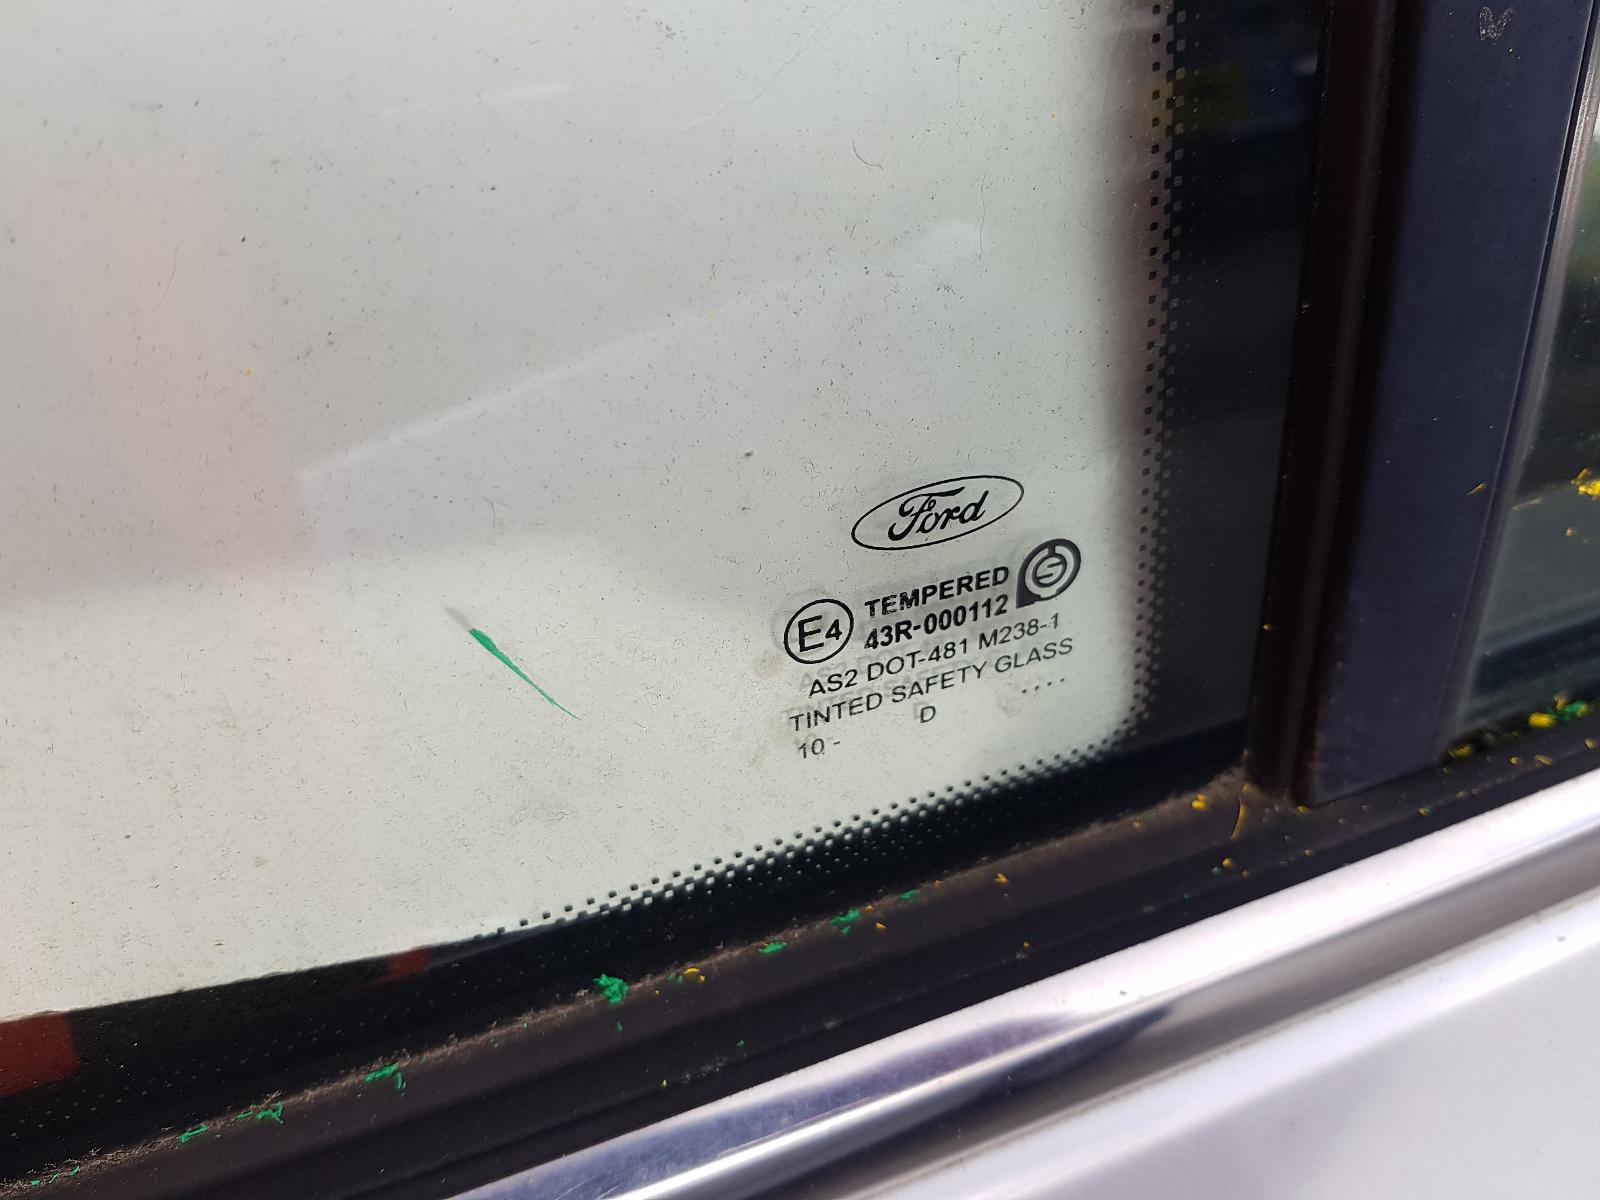 Ford
E4 TEMPERED
43R-000112
AS2 DOT-481 M238-1
TINTED SAFETY GLASS
....
D
10 -